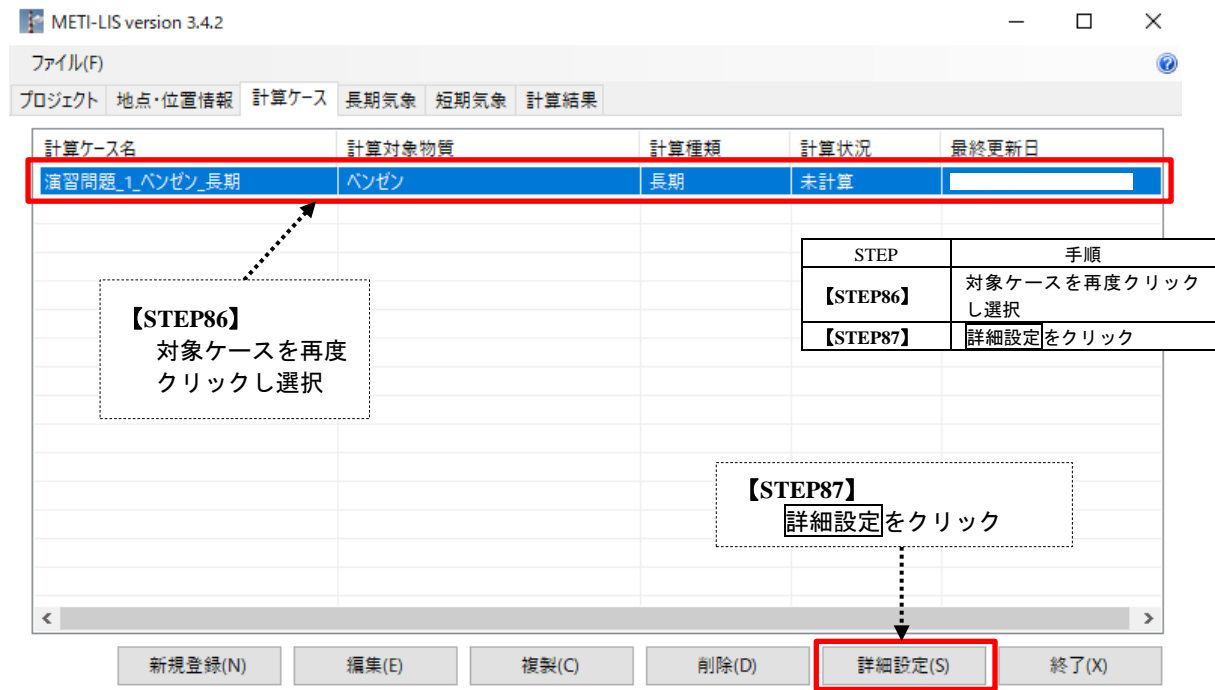 METI-LIS version 3.4.2
ファイル(F)
プロジェクト 地点・位置情報 計算ケース 長期気象 短期気象 計算結果
計算ケース名 計算対象物質 計算種類 計算状況 最終更新日
演習問題_1_ベンゼン_長期 ベンゼン 長期 未計算
STEP 手順
【STEP86】 対象ケースを再度クリック
し選択
【STEP87】 詳細設定をクリック
【STEP86】
対象ケースを再度
クリックし選択
【STEP87】
詳細設定をクリック
新規登録(N) 編集(E) 複製(C) 削除(D) 詳細設定(S) 終了(X)